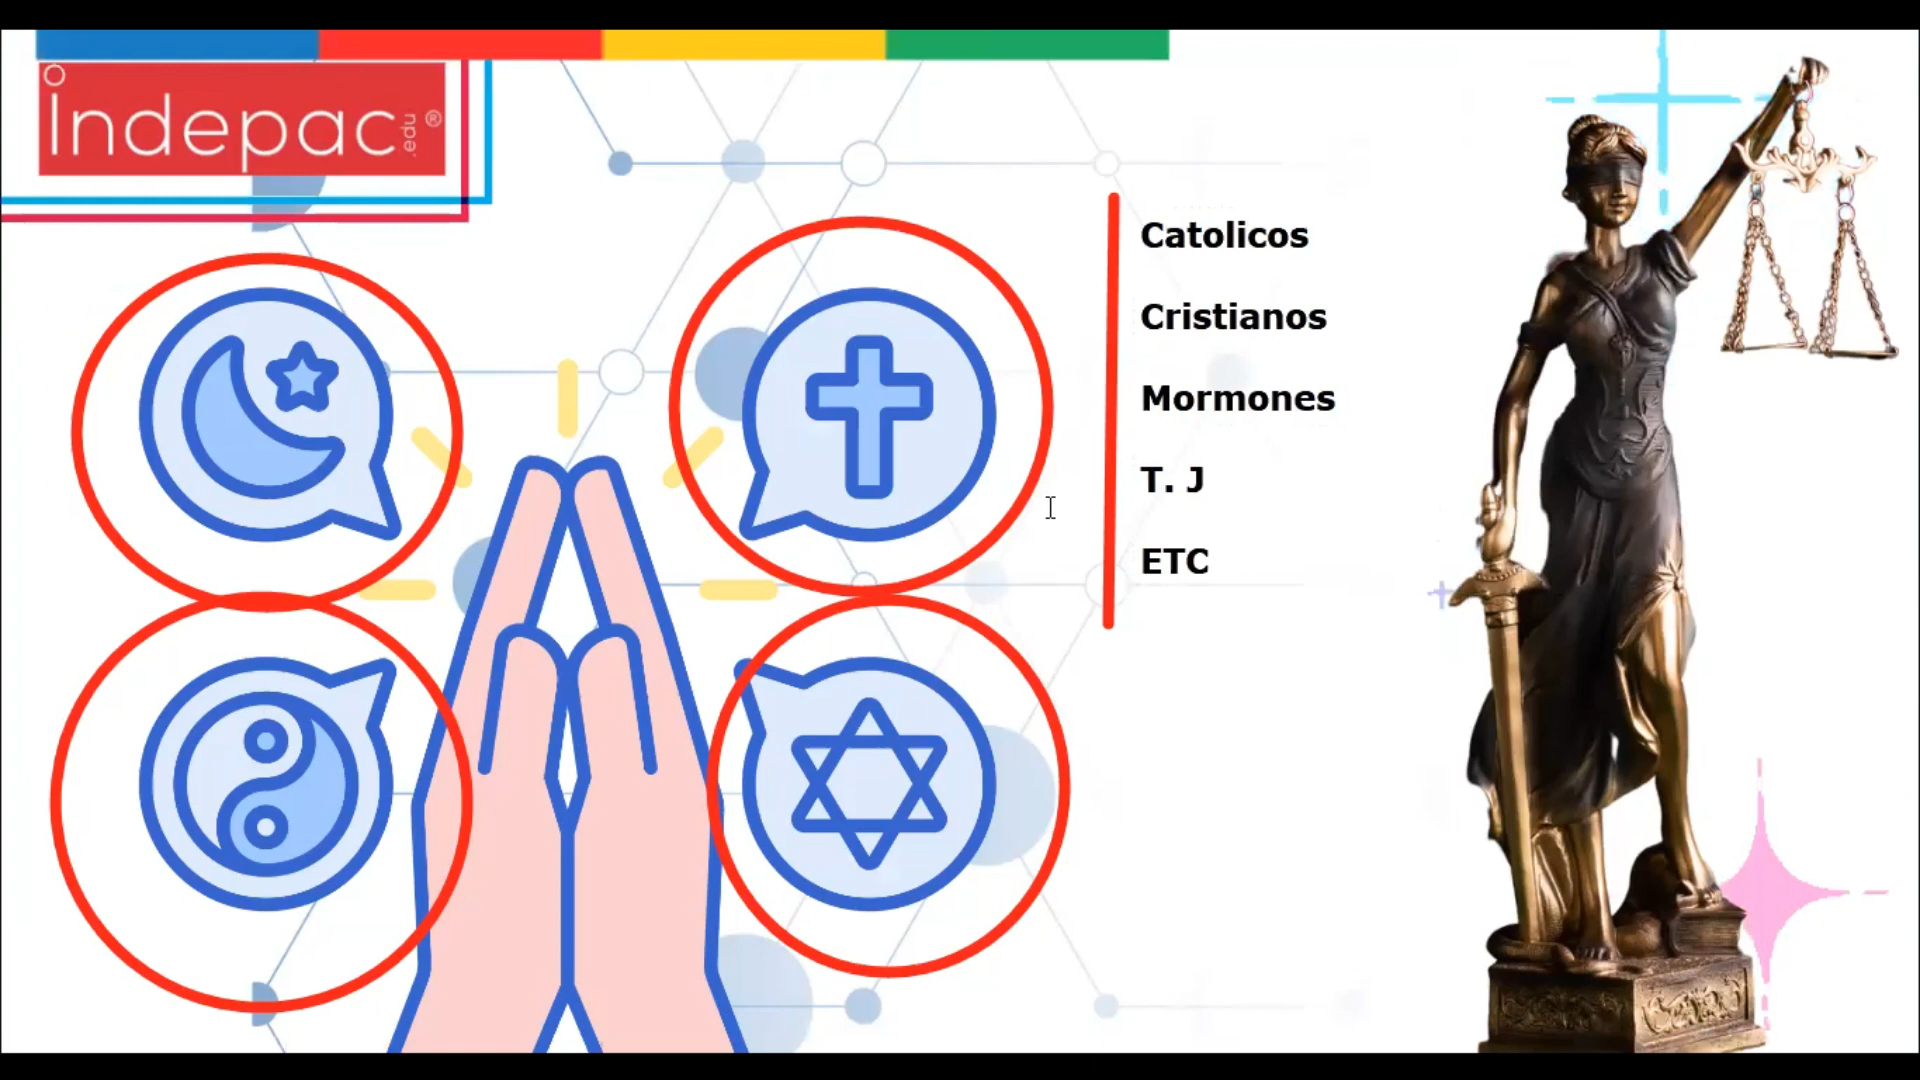 indepac.edu®
Catolicos
Cristianos
Mormones
T. J
ETC